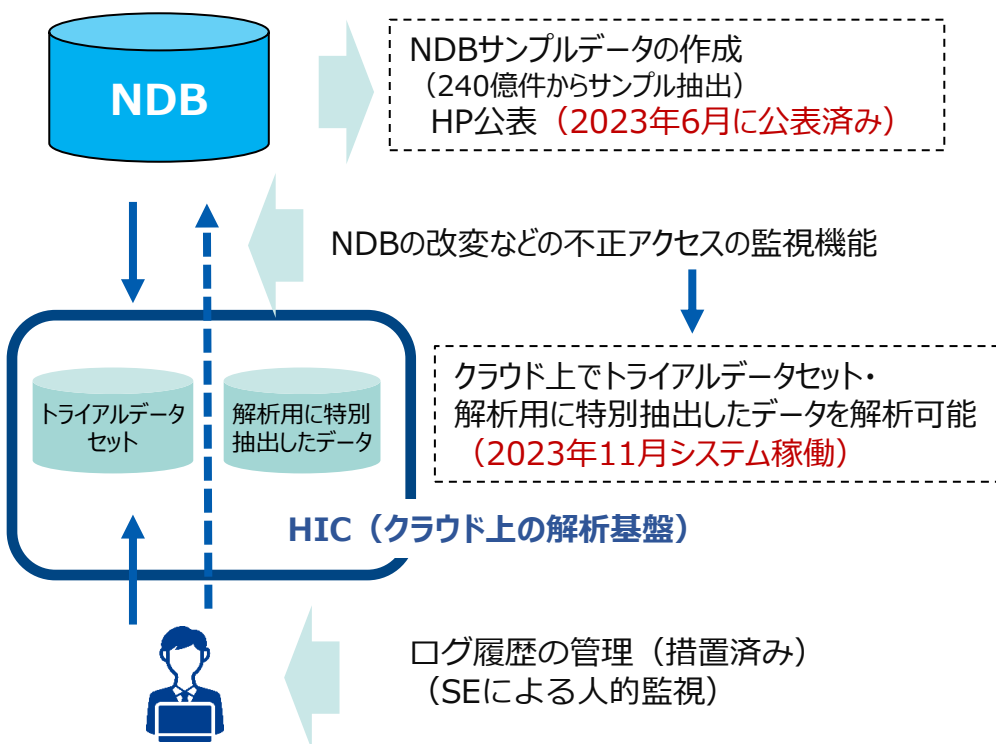 NDB
NDBサンプルデータの作成
（240億件からサンプル抽出）
HP公表（2023年6月に公表済み）
NDBの改変などの不正アクセスの監視機能
トライアルデータ
セット
解析用に特別
抽出したデータ
クラウド上でトライアルデータセット・
解析用に特別抽出したデータを解析可能
（2023年11月システム稼働）
HIC（クラウド上の解析基盤）
ログ履歴の管理（措置済み）
（SEによる人的監視）